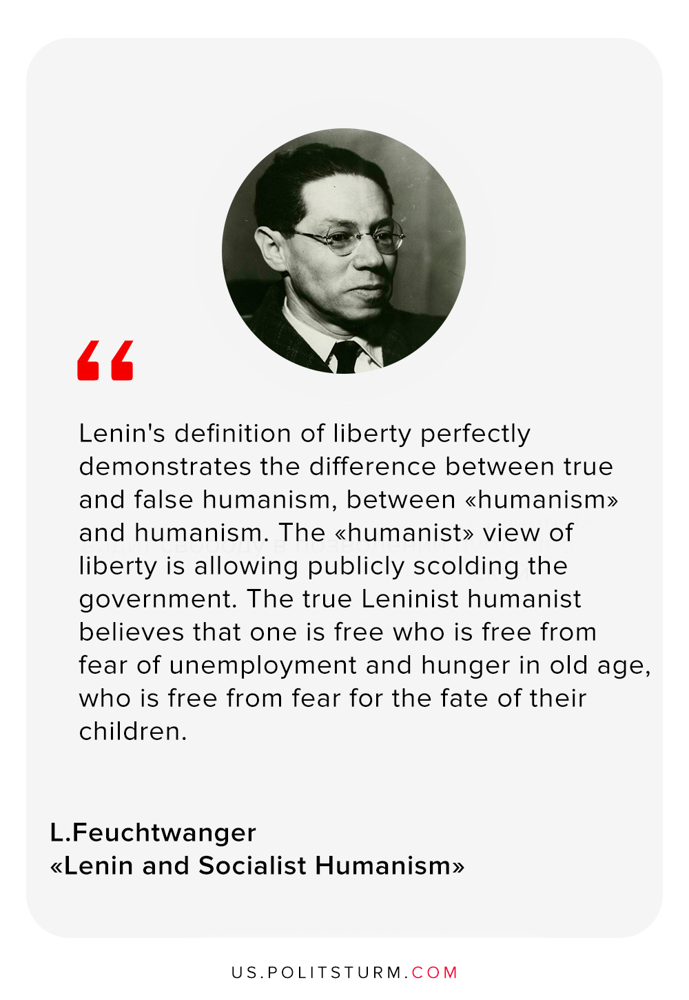 “
Lenin's definition of liberty perfectly
demonstrates the difference between true
and false humanism, between «humanism»
and humanism. The «humanist» view of
liberty is allowing publicly scolding the
government. The true Leninist humanist
believes that one is free who is free from
fear of unemployment and hunger in old age,
who is free from fear for the fate of their
children.
L.Feuchtwanger
«Lenin and Socialist Humanism»
US.POLITSTURM.COM